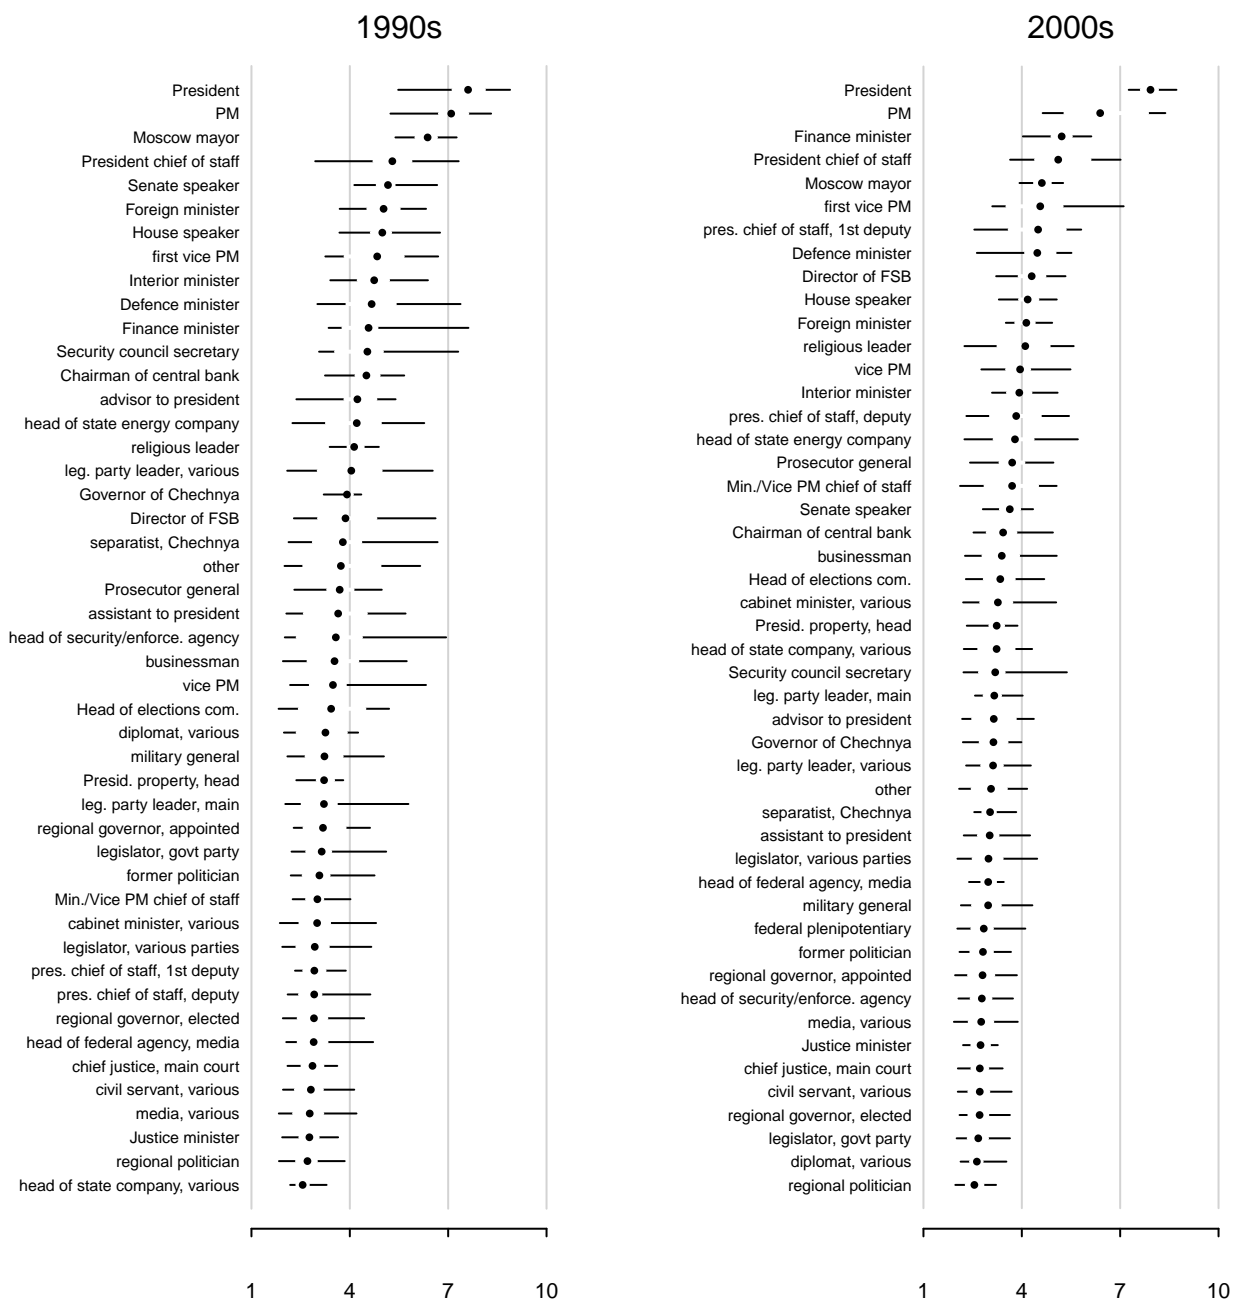 1990s
President
PM
Moscow mayor
President chief of staff
Senate speaker
Foreign minister
House speaker
first vice PM
Interior minister
Defence minister
Finance minister
Security council secretary
Chairman of central bank
advisor to president
head of state energy company
religious leader
leg. party leader, various
Governor of Chechnya
Director of FSB
separatist, Chechnya
other
Prosecutor general
assistant to president
head of security/enforce. agency
businessman
vice PM
Head of elections com.
diplomat, various
military general
Presid. property, head
leg. party leader, main
regional governor, appointed
legislator, govt party
former politician
Min./Vice PM chief of staff
cabinet minister, various
legislator, various parties
pres. chief of staff, 1st deputy
pres. chief of staff, deputy
regional governor, elected
head of federal agency, media
chief justice, main court
civil servant, various
media, various
Justice minister
regional politician
head of state company, various
1 4 7 10
2000s
President
PM
Finance minister
President chief of staff
Moscow mayor
first vice PM
pres. chief of staff, 1st deputy
Defence minister
Director of FSB
House speaker
Foreign minister
religious leader
vice PM
Interior minister
pres. chief of staff, deputy
head of state energy company
Prosecutor general
Min./Vice PM chief of staff
Senate speaker
Chairman of central bank
businessman
Head of elections com.
cabinet minister, various
Presid. property, head
head of state company, various
Security council secretary
leg. party leader, main
advisor to president
Governor of Chechnya
leg. party leader, various
other
separatist, Chechnya
assistant to president
legislator, various parties
head of federal agency, media
military general
federal plenipotentiary
former politician
regional governor, appointed
head of security/enforce. agency
media, various
Justice minister
chief justice, main court
civil servant, various
regional governor, elected
legislator, govt party
diplomat, various
regional politician
1 4 7 10